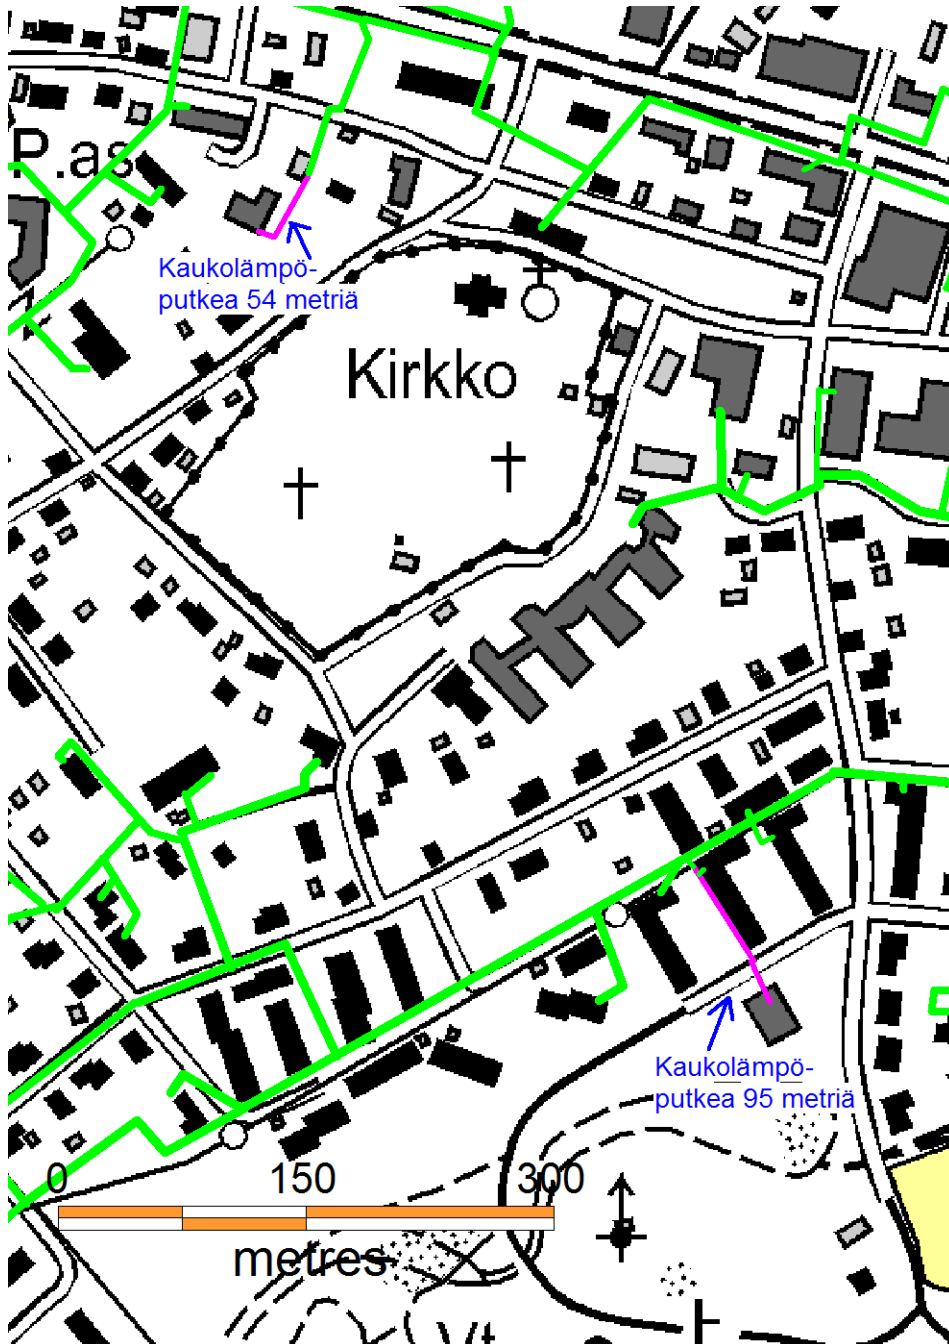 P.as
Kaukolämpö-
putkea 54 metriä
Kirkko
Kaukolämpö-
putkea 95 metriä
0 150 300
metres